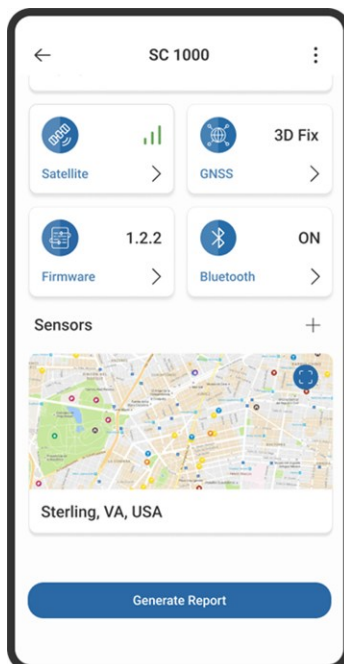 SC 1000
Satellite
3D Fix
GNSS
1.2.2
Firmware
ON
Bluetooth
Sensors
Sterling, VA, USA
Generate Report